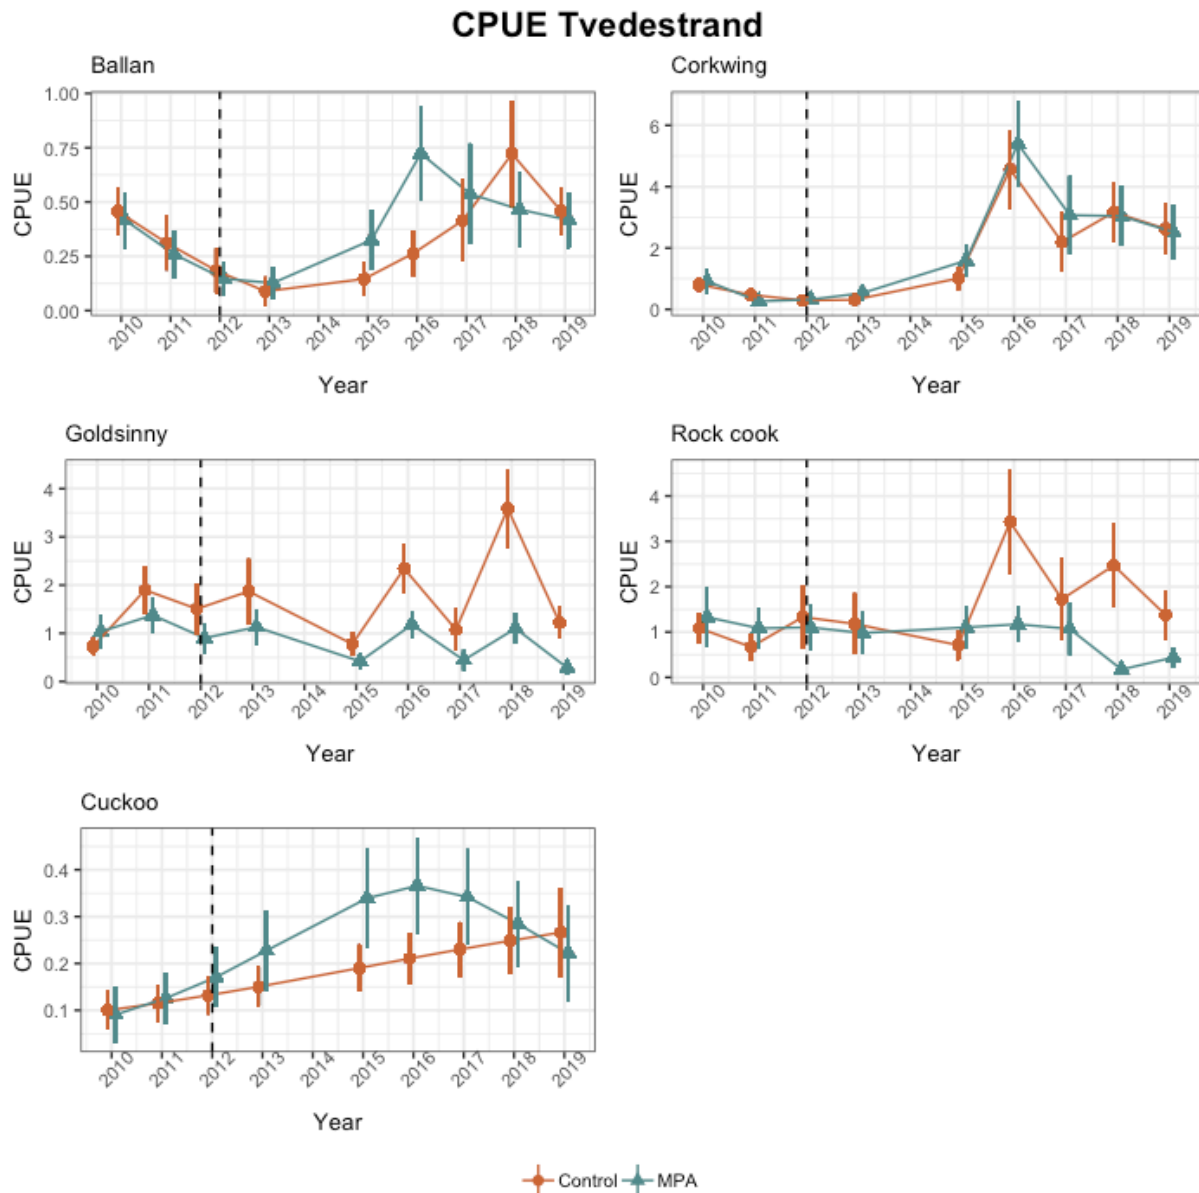 CPUE Tvedestrand
Ballan
CPUE
1.00
0.75
0.50
0.25
0.00
2010 2011 2012 2013 2014 2015 2016 2017 2018 2019
Year
Corkwing
CPUE
6
4
2
0
2010 2011 2012 2013 2014 2015 2016 2017 2018 2019
Year
Goldsinny
CPUE
4
3
2
1
0
2010 2011 2012 2013 2014 2015 2016 2017 2018 2019
Year
Rock cook
CPUE
4
3
2
1
0
2010 2011 2012 2013 2014 2015 2016 2017 2018 2019
Year
Cuckoo
CPUE
0.4
0.3
0.2
0.1
2010 2011 2012 2013 2014 2015 2016 2017 2018 2019
Year
Control MPA